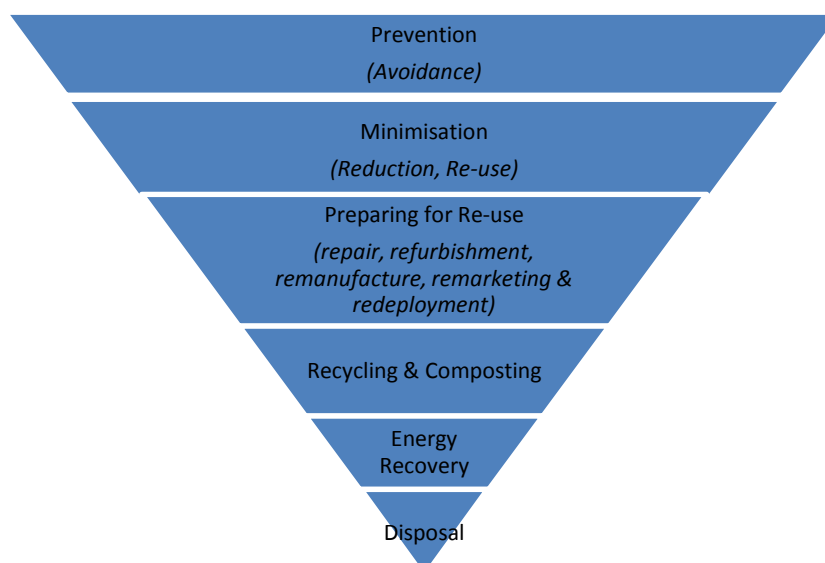 Prevention
(Avoidance)
Minimisation
(Reduction, Re-use)
Preparing for Re-use
(repair, refurbishment,
remanufacture, remarketing &
redeployment)
Recycling & Composting
Energy
Recovery
Disposal